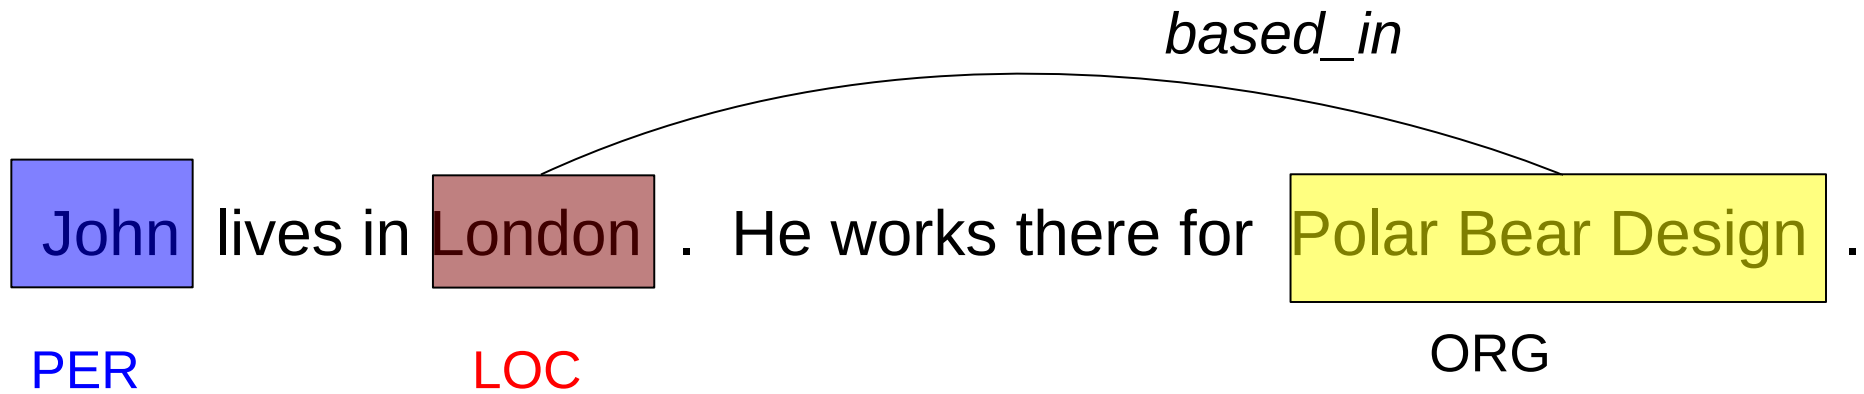 based_in
John lives in London . He works there for Polar Bear Design .
PER LOC ORG